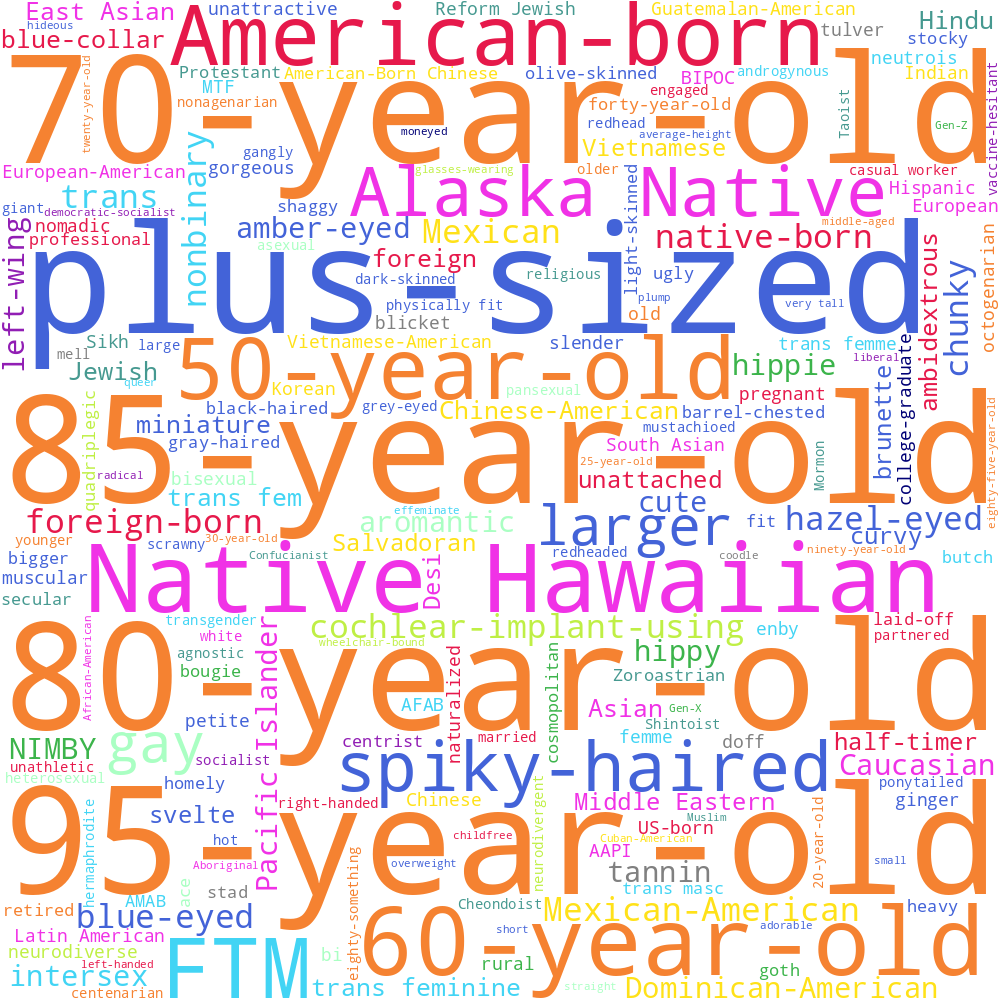 East Asian
unattractive
Reform Jewish
Guatemalan-American
hideous
American-born
Hindu
blue-collar
tulver
stocky
70-year-old
twenty-year-old
Protestant
American-Born Chinese
olive-skinned
BIPOC
androgynous
neutrois
Indian
MTF
engaged
nonagenarian
forty-year-old
Taoist
vaccine-hesitant
redhead
Gen-Z
moneyed
average-height
Vietnamese
nonbinary
gangly
European-American
gorgeous
glasses-wearing
older
casual worker
trans
Alaska Native
Hispanic
European
giant
democratic-socialist
shaggy
light-skinned
nomadic
amber-eyed
Mexican
middle-aged
native-born
professional
asexual
left-wing
foreign
plus-sized
dark-skinned
religious
ugly
ambidextrous
chunky
octogenarian
plump
very tall
physically fit
old
blicket
Sikh
large
Vietnamese-American
slender
trans femme
mell
liberal
50-year-old
hippie
Jewish
queer
Korean
pansexual
pregnant
brunette
college-graduate
85-year-old
black-haired
grey-eyed
Chinese-American
barrel-chested
quadriplegic
miniature
mustachioed
gray-haired
South Asian
Mormon
eighty-five-year-old
25-year-old
radical
bisexual
unattached
trans fem
cute
effeminate
foreign-born
aromantic
larger
fit
hazel-eyed
younger
scrawny
30-year-old
Salvadoran
curvy
bigger
Confucianist
redheaded
coodle
ninety-year-old
butch
muscular
Native Hawaiian
Desi
secular
African-American
transgender
cochlear-implant-using
enby
laid-off
white
wheelchair-bound
partnered
80-year-old
agnostic
Pacific Islander
hippy
bougie
naturalized
cosmopolitan
Zoroastrian
AFAB
Asian
Gen-X
petite
Shintoist
NIMBY
gay
centrist
married
femme
doff
half-timer
unathletic
socialist
spiky-haired
Caucasian
heterosexual
homely
neurodivergent
ponytailed
95-year-old
hermaphrodite
svelte
right-handed
Chinese
Middle Eastern
20-year-old
ginger
Muslim
US-born
hot
childfree
Cuban-American
AAPI
Aboriginal
overweight
small
eighty-something
tannin
ace
stad
trans masc
AMAB
Cheondoist
retired
blue-eyed
Mexican-American
heavy
60-year-old
short
adorable
Latin American
FTM
neurodiverse
bi
left-handed
rural
goth
intersex
trans feminine
straight
Dominican-American
centenarian